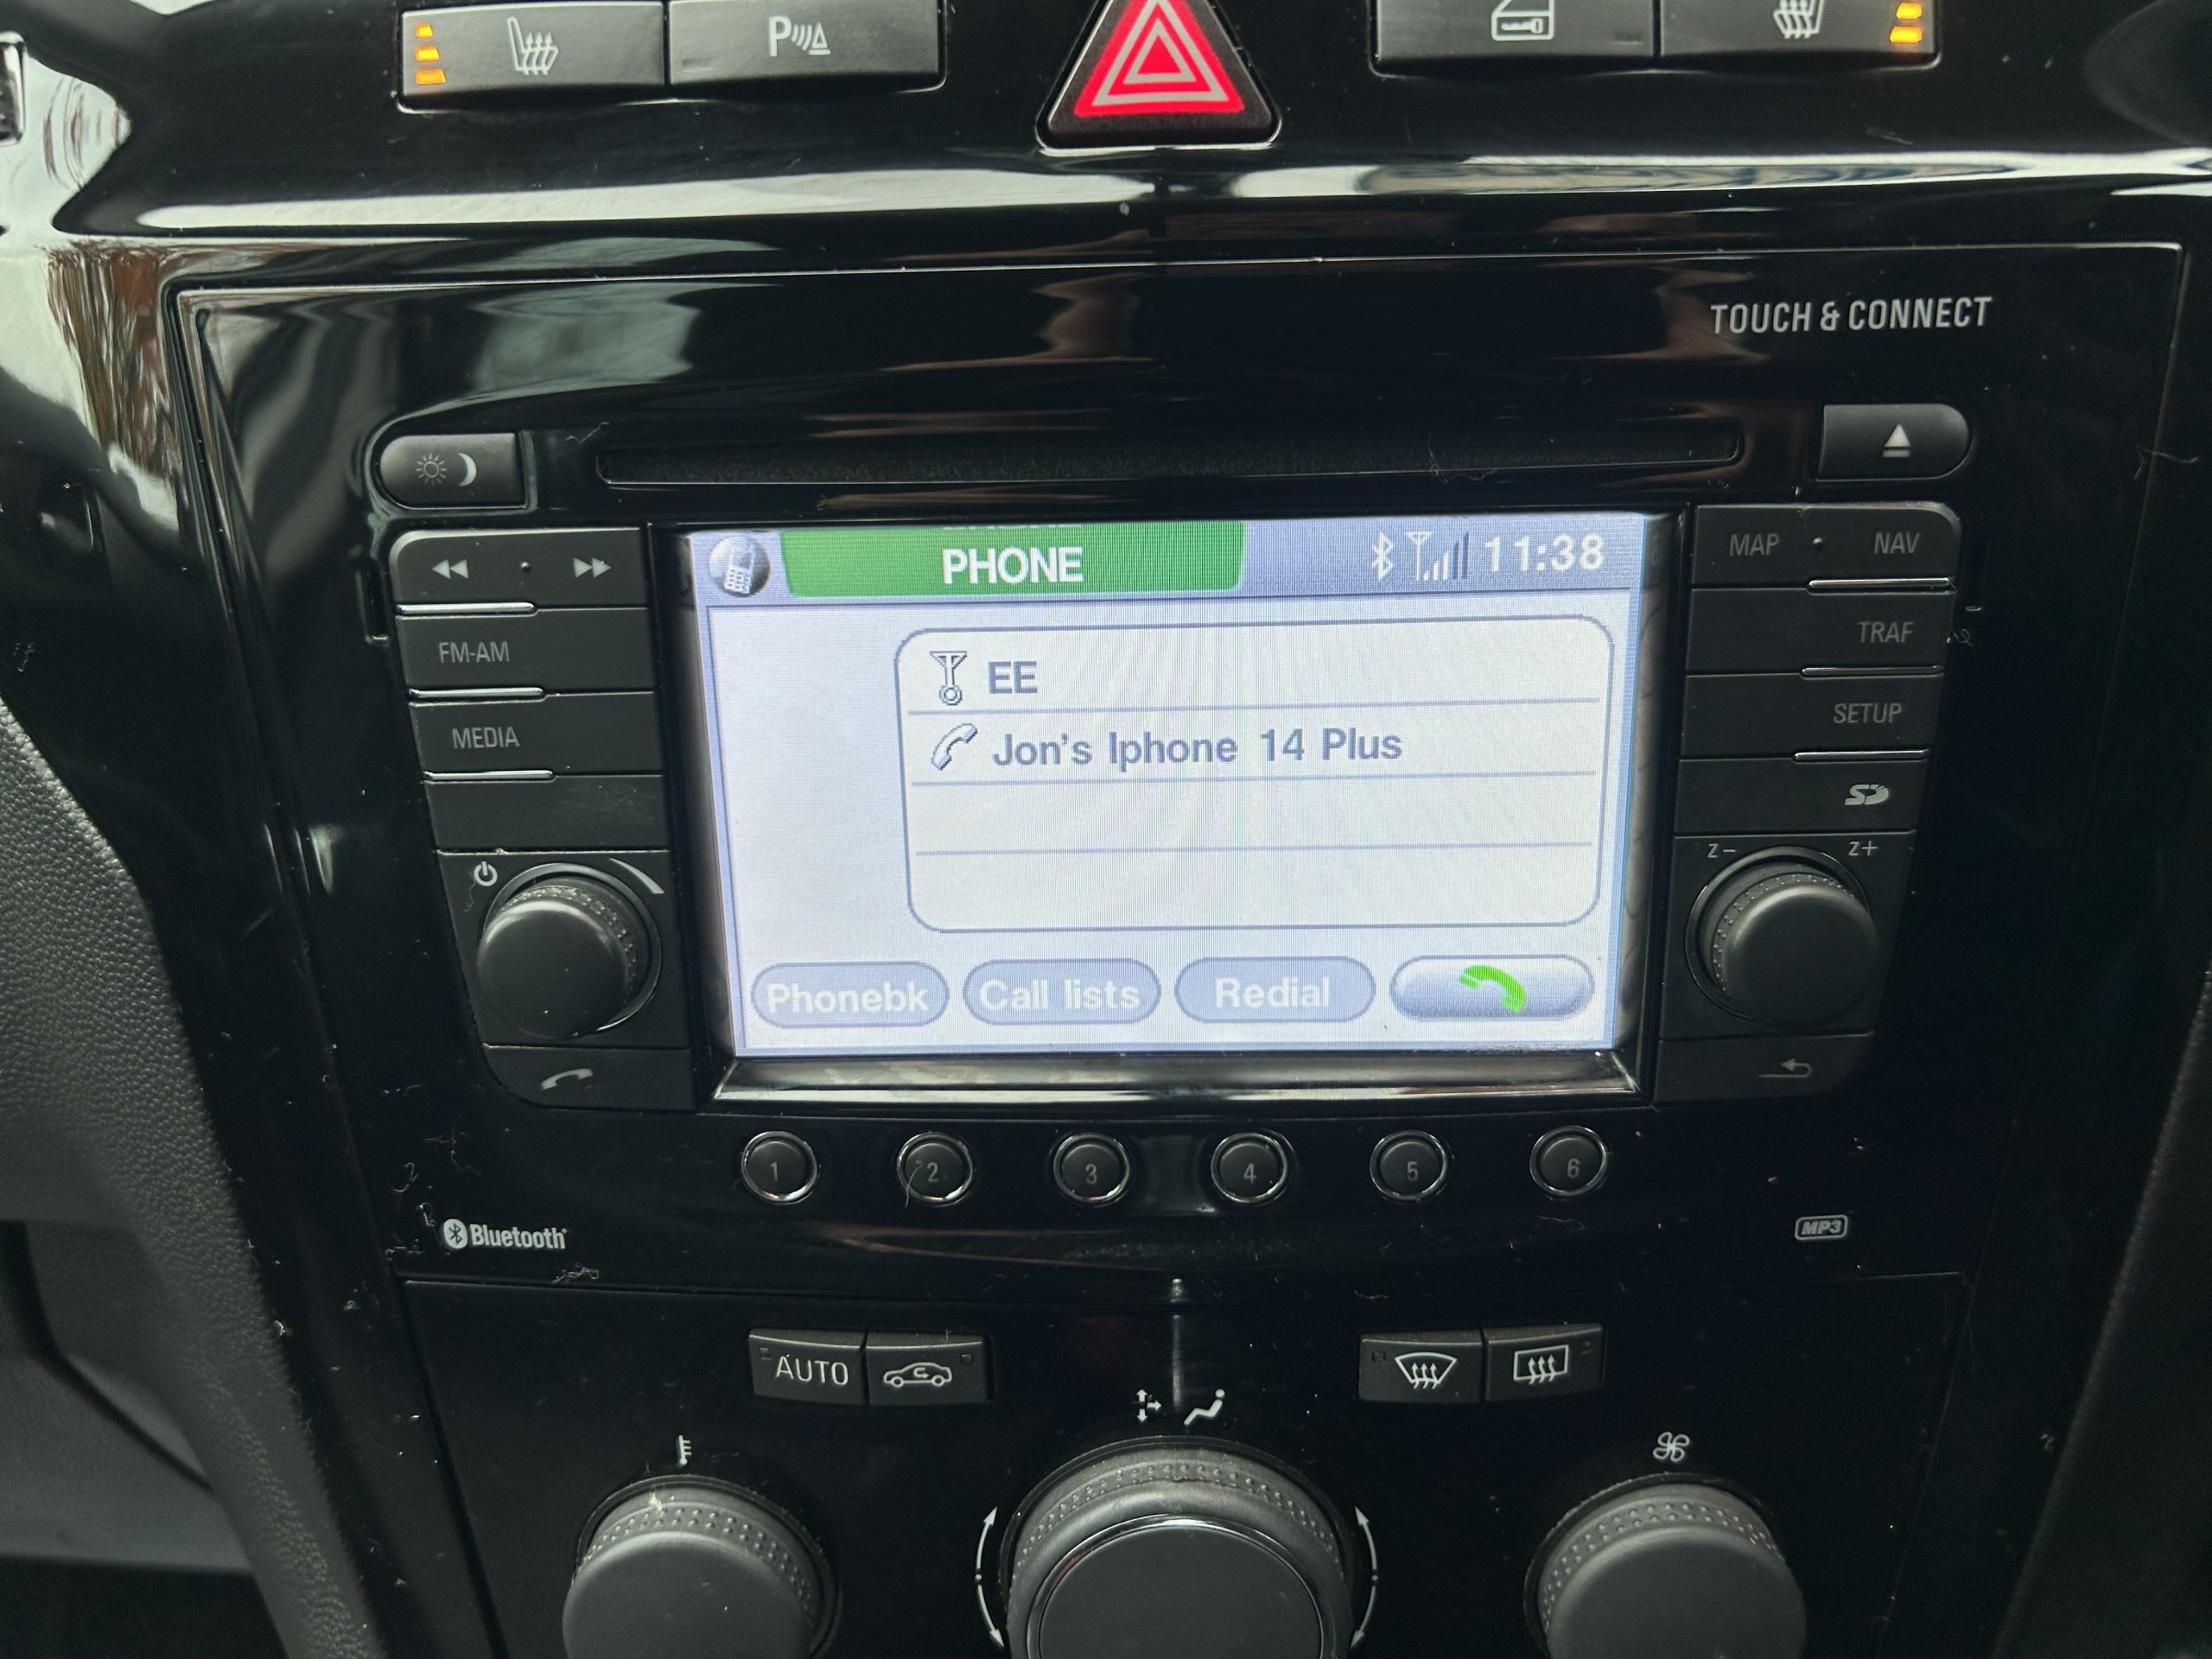 P
TOUCH & CONNECT
PHONE
11:38
MAP
NAV
FM-AM
TRAF
EE
MEDIA
SETUP
Jon's Iphone 14 Plus
Z-
Z+
Phonebk
Call lists
Redial
1
2
3
4
5
6
Bluetooth
MP3
AUTO